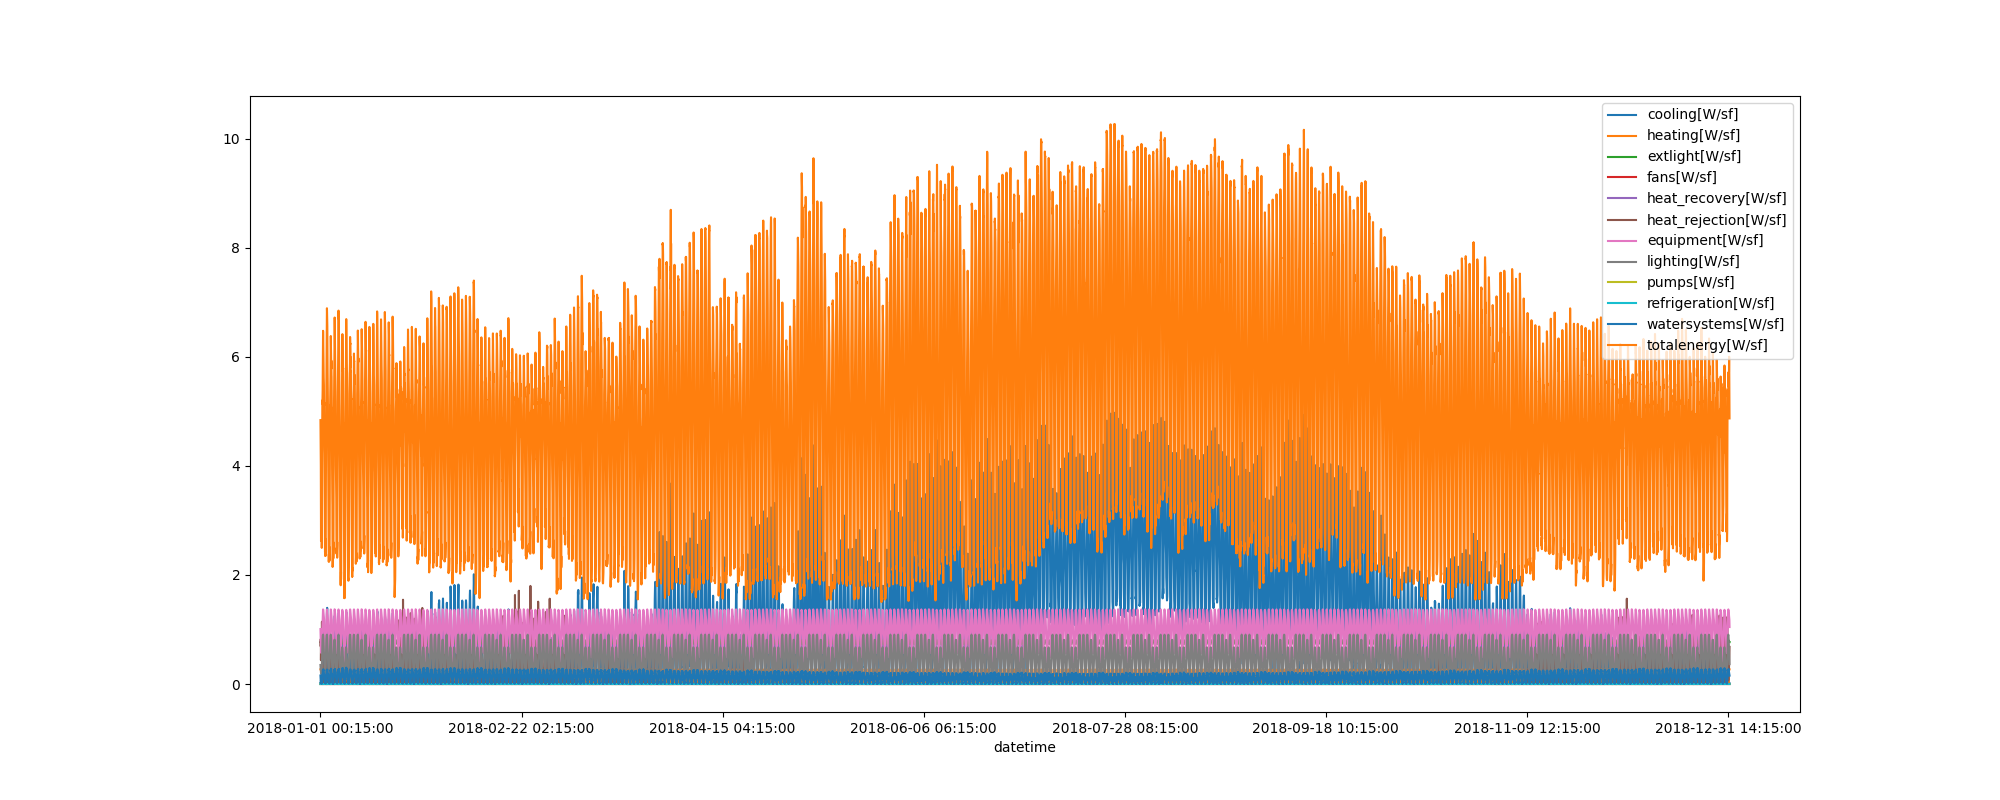 cooling[W/sf]
heating[W/sf]
extlight[W/sf]
fans[W/sf]
heat_recovery[W/sf]
heat_rejection[W/sf]
equipment[W/sf]
lighting[W/sf]
pumps[W/sf]
refrigeration[W/sf]
watersystems[W/sf]
totalenergy[W/sf]
10
8
6
4
2
0
2018-01-01 00:15:00 2018-02-22 02:15:00 2018-04-15 04:15:00 2018-06-06 06:15:00 2018-07-28 08:15:00 2018-09-18 10:15:00 2018-11-09 12:15:00 2018-12-31 14:15:00
datetime